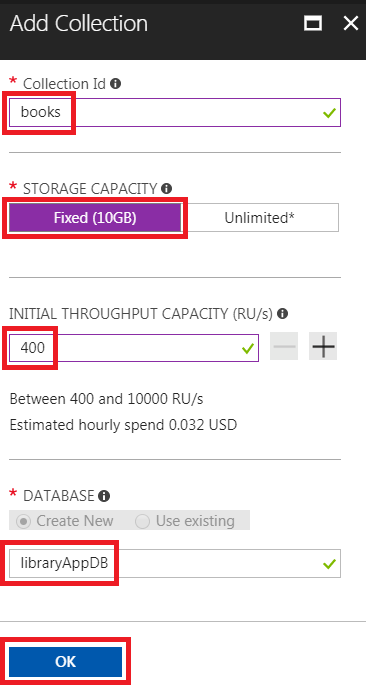 Add Collection
* Collection Id
books
* STORAGE CAPACITY
Fixed (10GB) Unlimited*
INITIAL THROUGHPUT CAPACITY (RU/s)
400
Between 400 and 10000 RU/s
Estimated hourly spend 0.032 USD
* DATABASE
Create New Use existing
libraryAppDB
OK